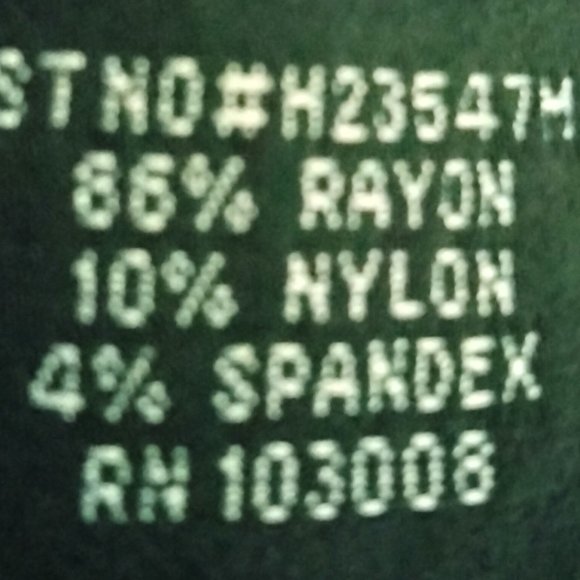 ST NO#H23547M
86% RAYON
10% NYLON
4% SPANDEX
RN 103008